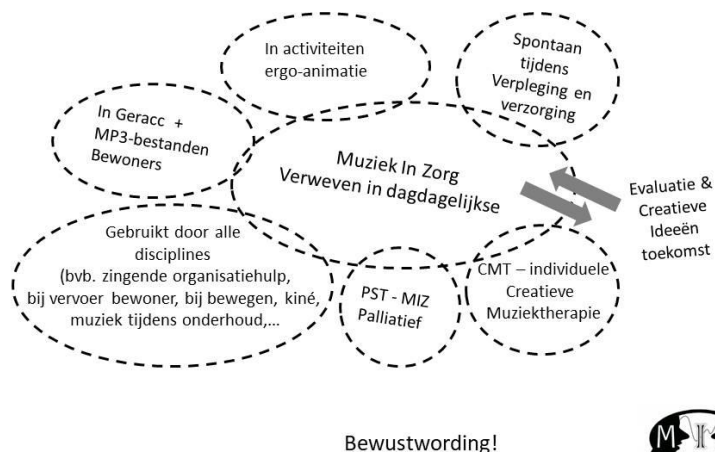 In activiteiten
ergo-animatie
Spontaan
tijdens
Verpleging en
verzorging
In Geracc +
MP3-bestanden
Bewoners
Muziek In Zorg
Verweven in dagdagelijkse
Evaluatie &
Creatieve
Ideeën
toekomst
Gebruikt door alle
disciplines
(bvb. zingende organisatiehulp,
bij vervoer bewoner, bij bewegen, kiné,
muziek tijdens onderhoud,...
PST - MIZ
Palliatief
CMT – individuele
Creatieve
Muziektherapie
Bewustwording!
M